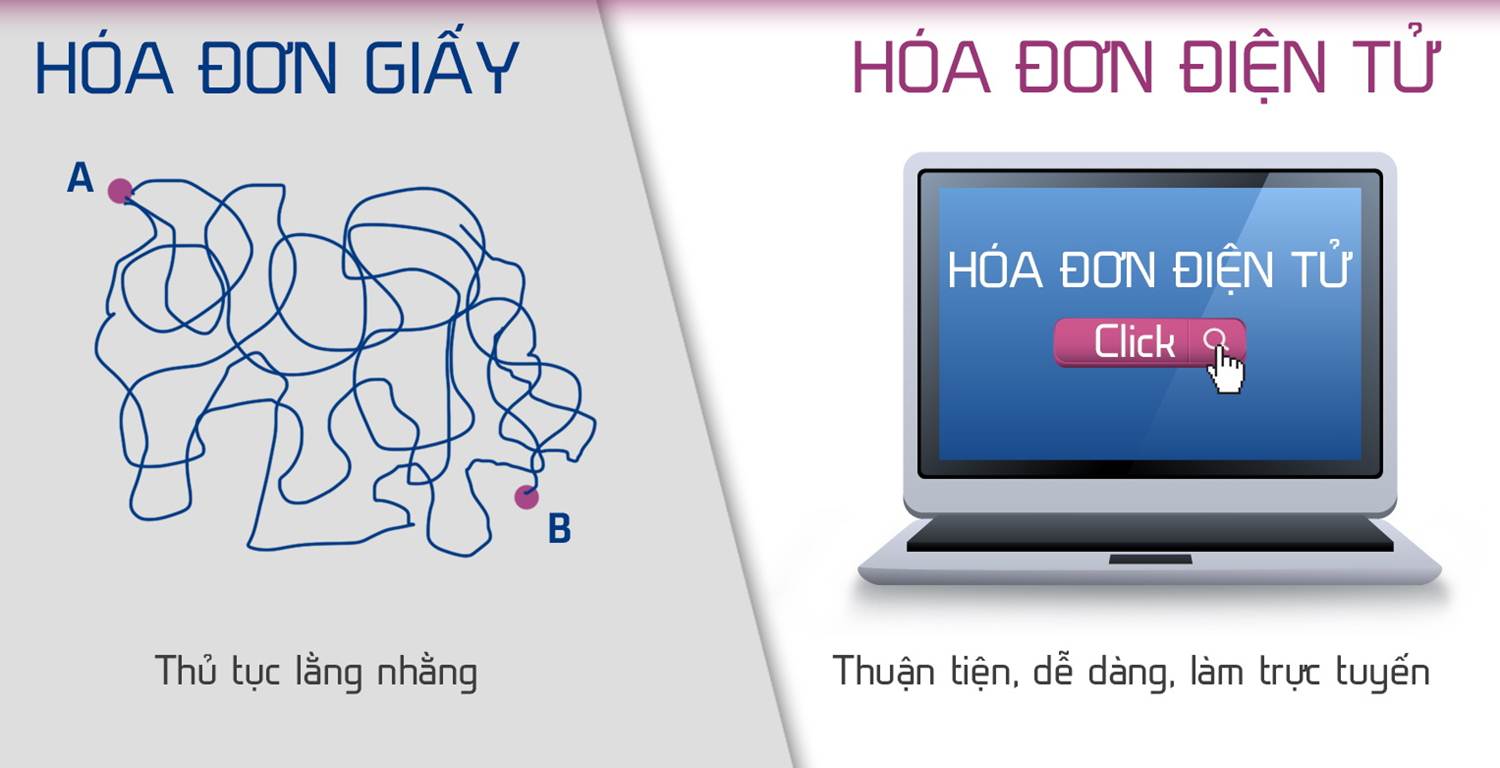 HÓA ĐƠN GIẤY
A
B
Thủ tục lằng nhằng
HÓA ĐƠN ĐIỆN TỬ
HÓA ĐƠN ĐIỆN TỬ
Click
Thuận tiện, dễ dàng, làm trực tuyến